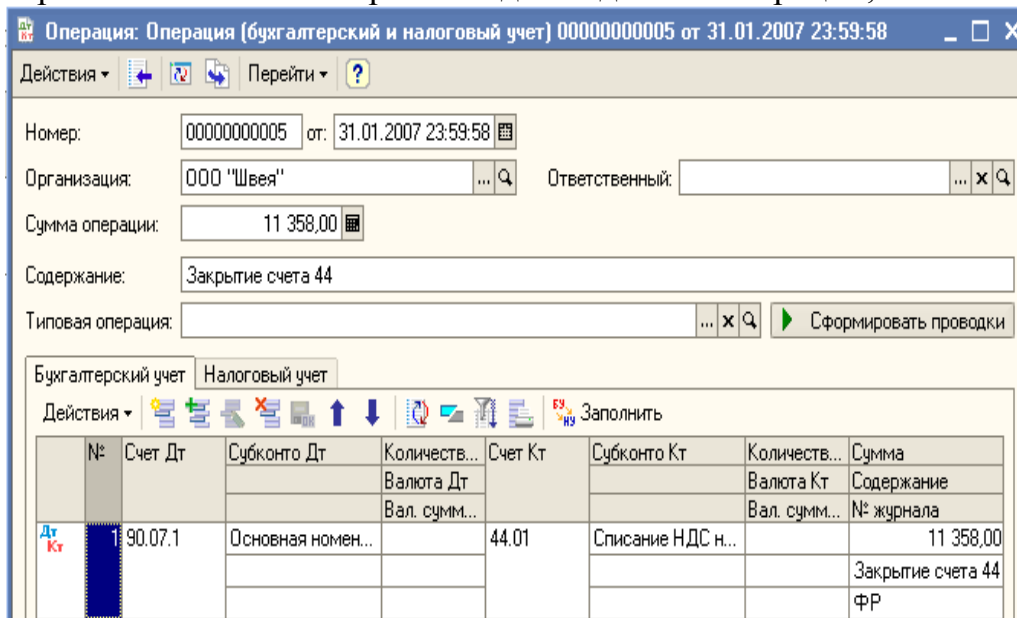 Операция: Операция (бухгалтерский и налоговый учет) 00000000005 от 31.01.2007 23:59:58
Действия Перейти ?
Номер: 00000000005 от: 31.01.2007 23:59:58
Организация: ООО "Швея" ... Ответственный: ... x
Сумма операции: 11 358,00
Содержание: Закрытие счета 44
Типовая операция: ... x Сформировать проводки
Бухгалтерский учет Налоговый учет
Действия Заполнить
№ Счет Дт Субконто Дт Количеств... Счет Кт Субконто Кт Количеств... Сумма
Валюта Дт Валюта Кт Содержание
Вал. сумм... Вал. сумм... № журнала
Дт Кт 1 90.07.1 Основная номен... 44.01 Списание НДС н... 11 358,00
Закрытие счета 44
ФР